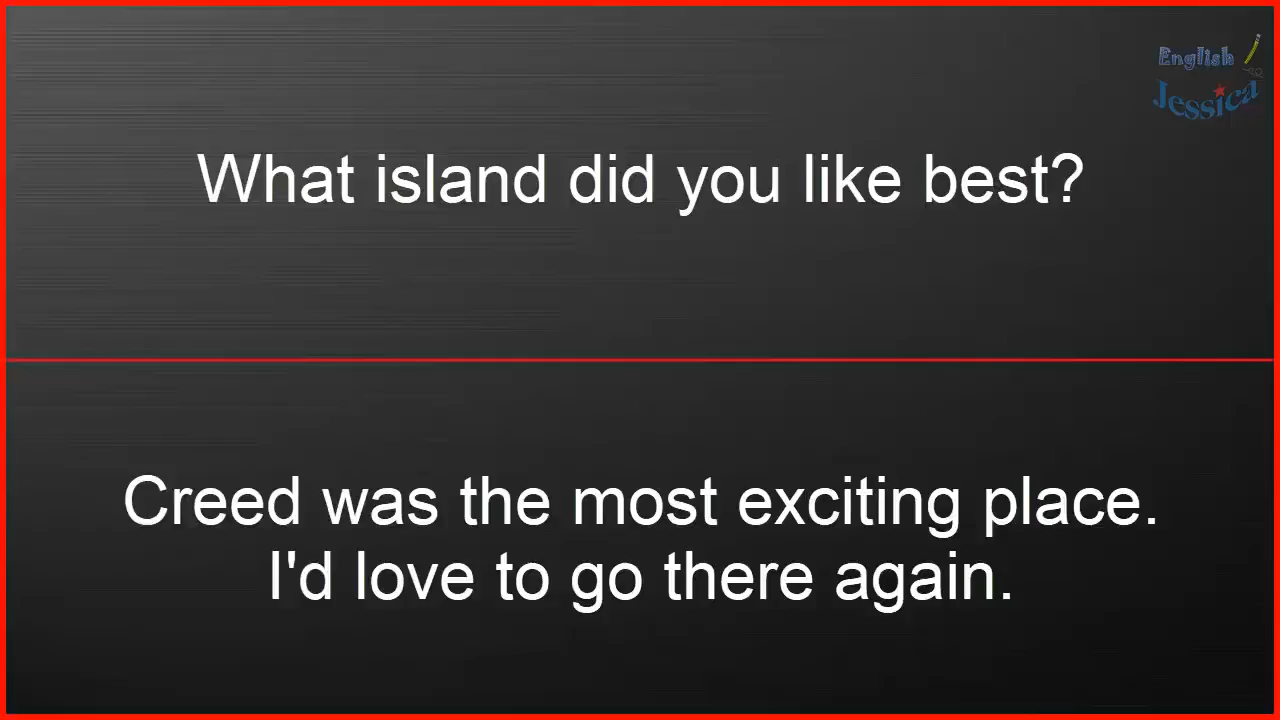 English
Jessica
What island did you like best?
Creed was the most exciting place.
I'd love to go there again.